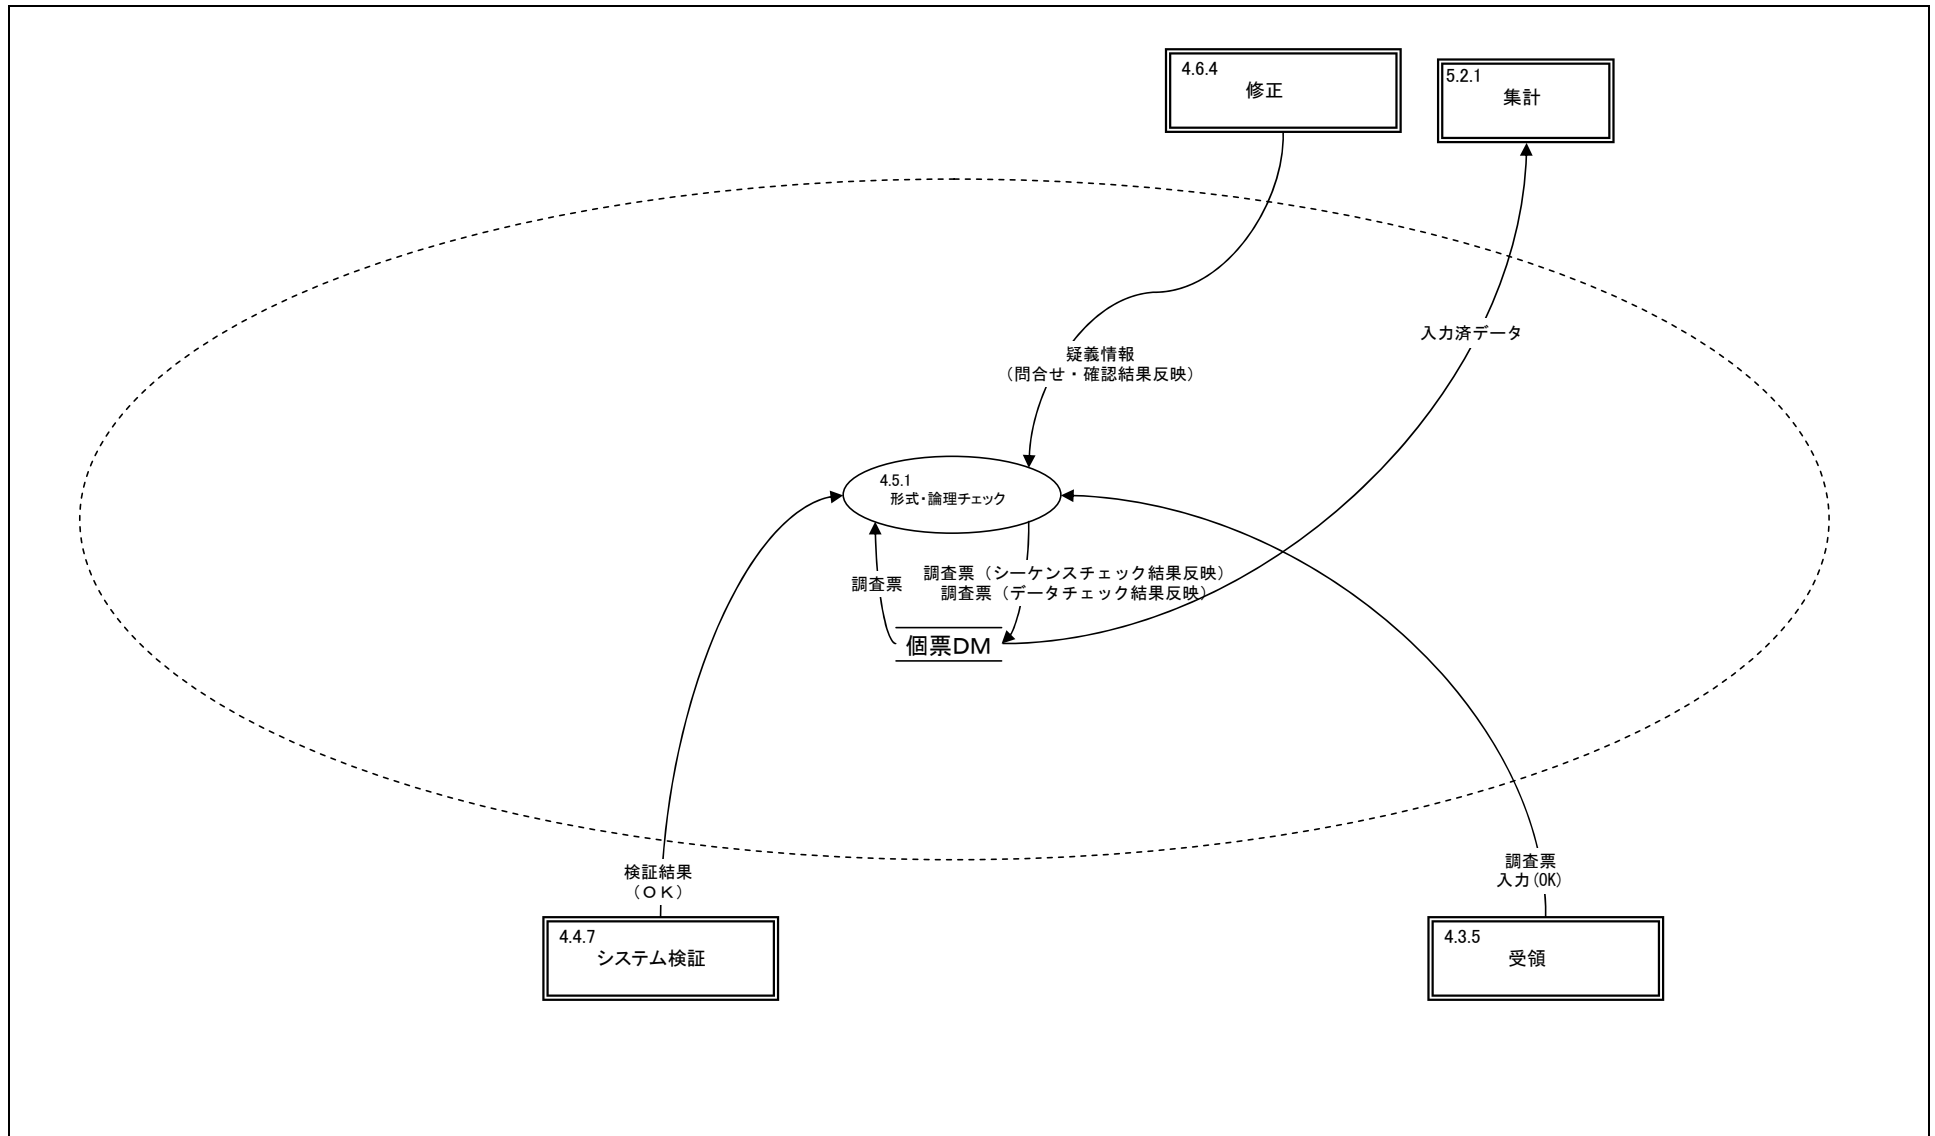 4.6.4
修正
5.2.1
集計
入力済データ
疑義情報
（問合せ・確認結果反映）
4.5.1
形式・論理チェック
調査票
調査票（シーケンスチェック結果反映）
調査票（データチェック結果反映）
個票DM
検証結果
（ＯＫ）
調査票
入力(OK)
4.4.7
システム検証
4.3.5
受領